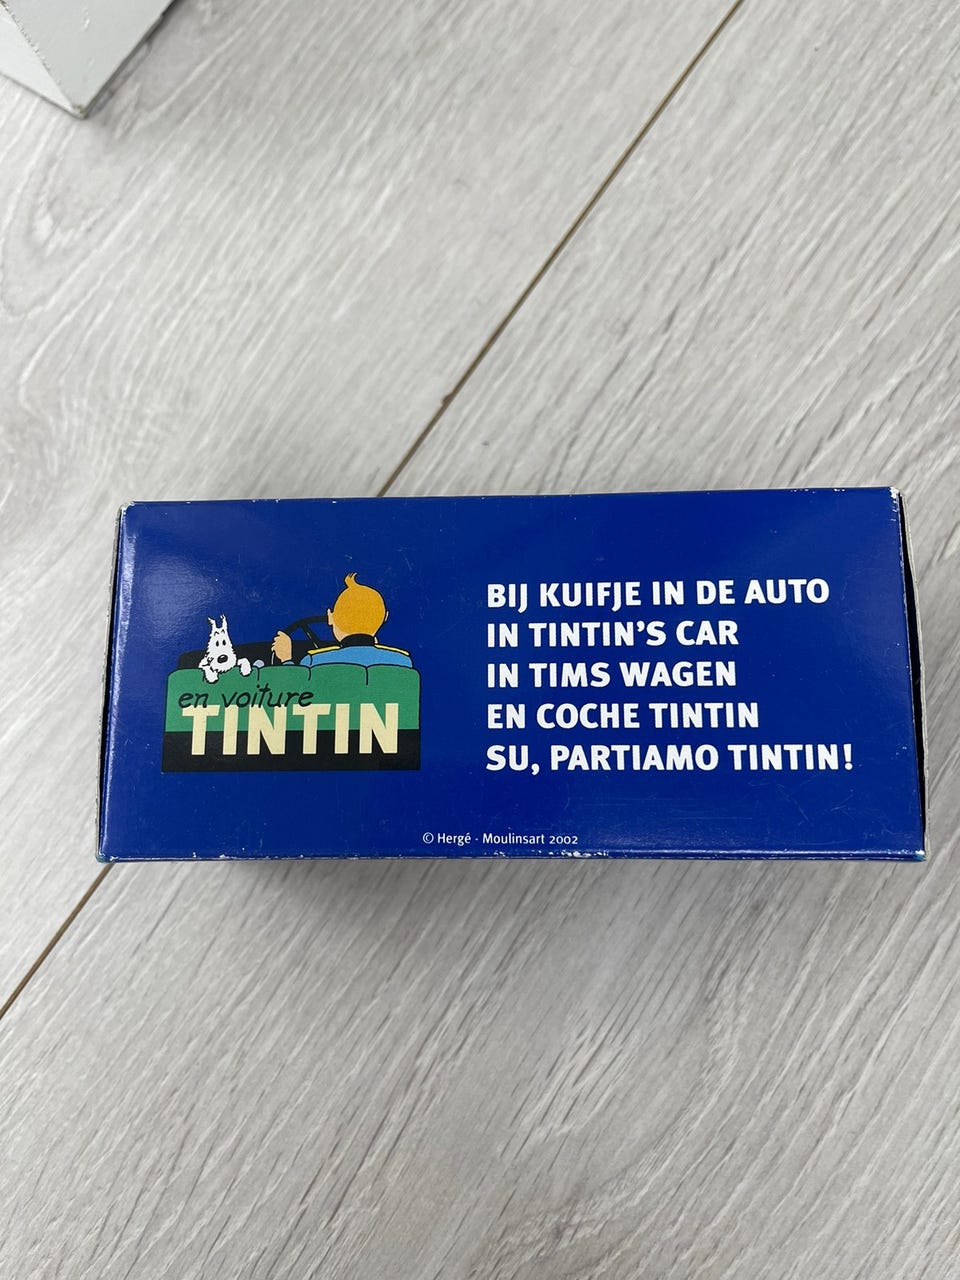 en voiture
TINTIN
BIJ KUIFJE IN DE AUTO
IN TINTIN'S CAR
IN TIMS WAGEN
EN COCHE TINTIN
SU, PARTIAMO TINTIN!
© Hergé - Moulinsart 2002